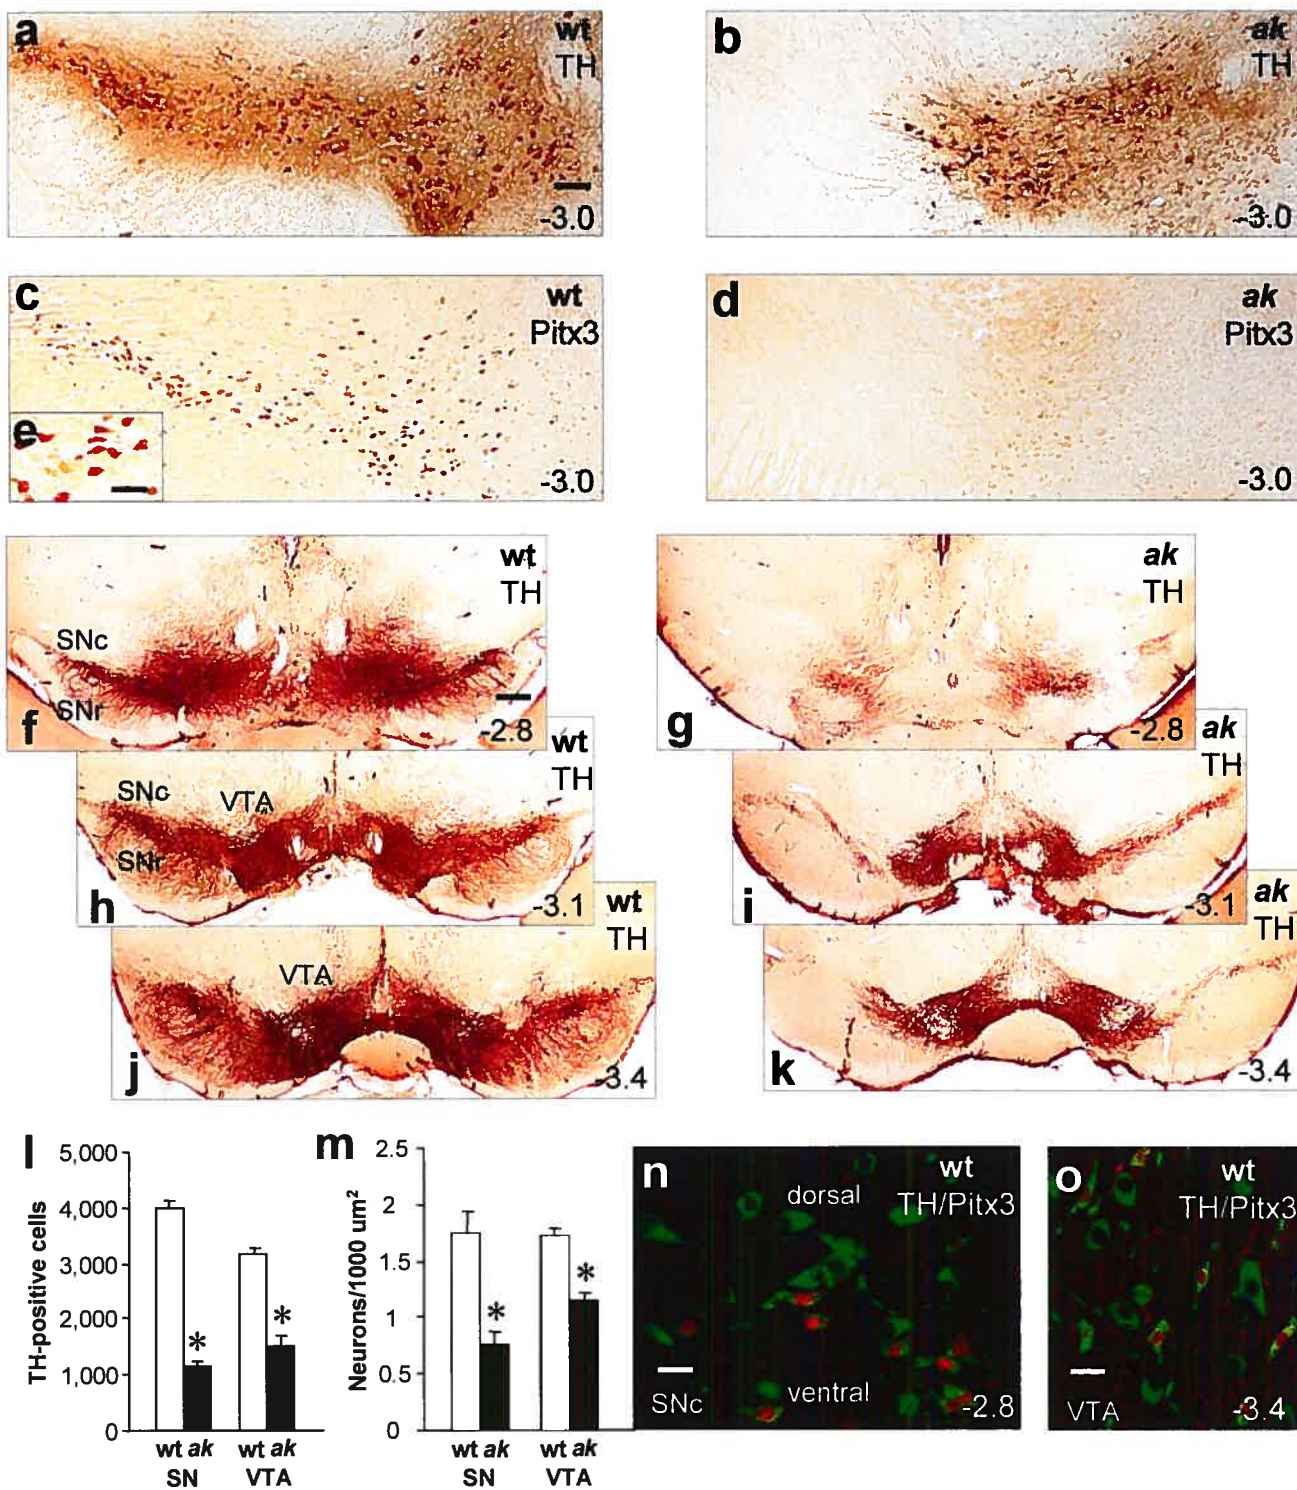 a
wt
TH
-3.0
b
ak
TH
-3.0
c
wt
Pitx3
e
-3.0
d
ak
Pitx3
-3.0
wt
TH
SNc
SNr
f
-2.8
ak
TH
g
-2.8
wt
TH
SNc
VTA
SNr
h
-3.1
ak
TH
i
-3.1
wt
TH
VTA
j
-3.4
ak
TH
k
-3.4
l
5,000
4,000
3,000
2,000
1,000
0
TH-positive cells
*
*
wt ak wt ak
SN VTA
m
2.5
2
1.5
1
0.5
0
Neurons/1000 um²
*
*
wt ak wt ak
SN VTA
n
wt
dorsal TH/Pitx3
ventral
SNc
-2.8
o
wt
TH/Pitx3
VTA
-3.4